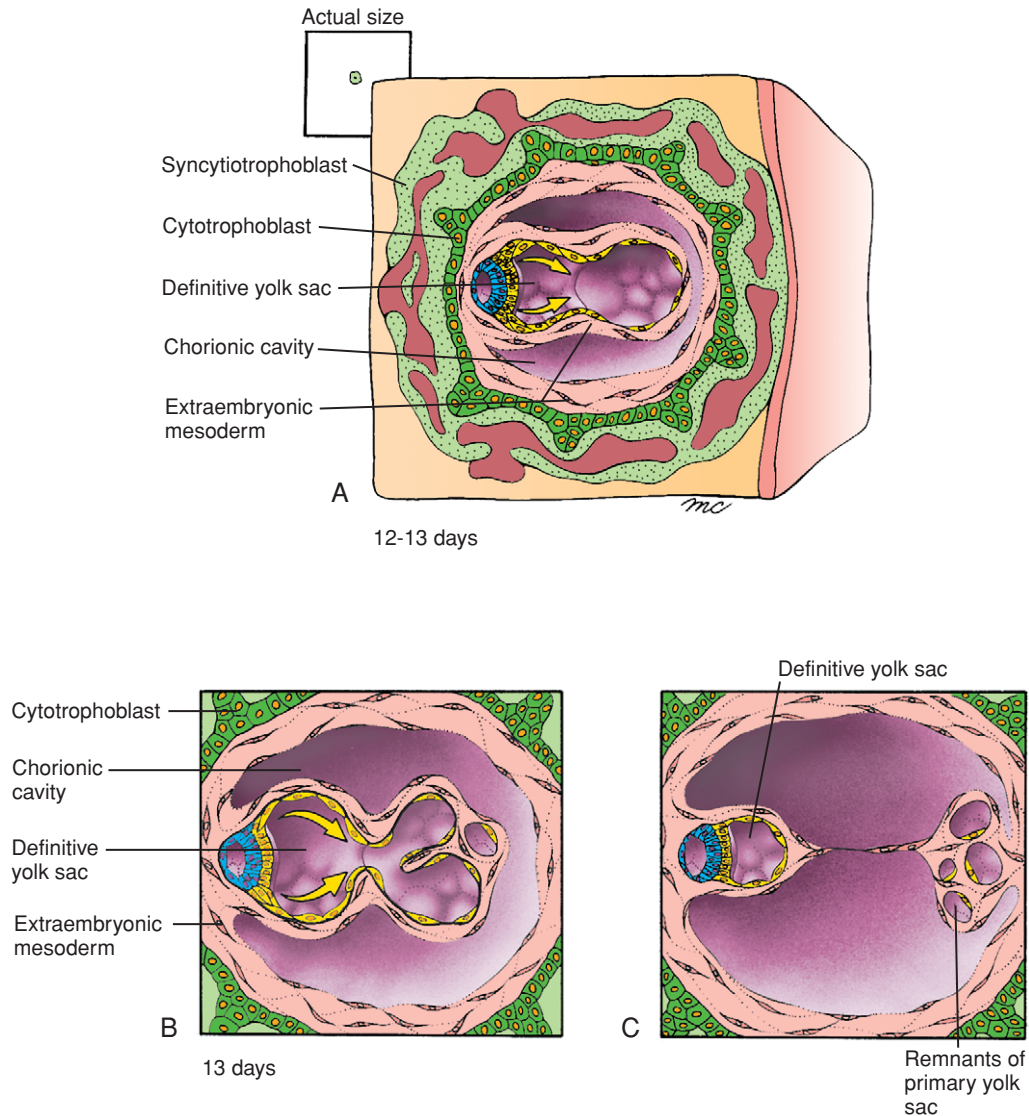 Actual size
Syncytiotrophoblast
Cytotrophoblast
Definitive yolk sac
Chorionic cavity
Extraembryonic
mesoderm
A
mc
12-13 days
Definitive yolk sac
Cytotrophoblast
Chorionic
cavity
Definitive
yolk sac
Extraembryonic
mesoderm
B
13 days
C
Remnants of
primary yolk
sac